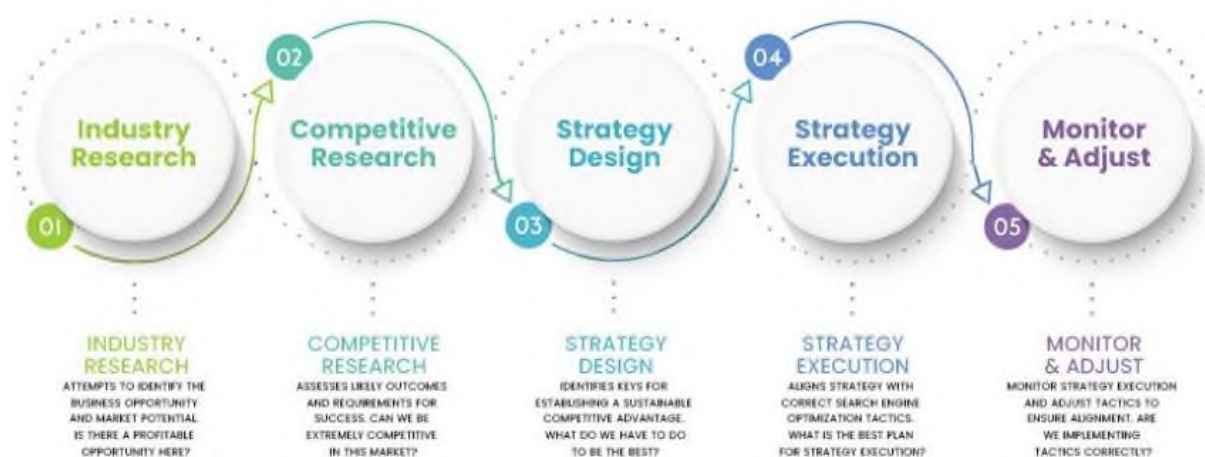 01
Industry
Research
02
Competitive
Research
03
Strategy
Design
04
Strategy
Execution
05
Monitor
& Adjust
INDUSTRY
RESEARCH
ATTEMPTS TO IDENTIFY THE
BUSINESS OPPORTUNITY
AND MARKET POTENTIAL
IS THERE A PROFITABLE
OPPORTUNITY HERE?
COMPETITIVE
RESEARCH
ASSESSES LIKELY OUTCOMES
AND REQUIREMENTS FOR
SUCCESS. CAN WE BE
EXTREMELY COMPETITIVE
IN THIS MARKET?
STRATEGY
DESIGN
IDENTIFIES KEYS FOR
ESTABLISHING A SUSTAINABLE
COMPETITIVE ADVANTAGE.
WHAT DO WE HAVE TO DO
TO BE THE BEST?
STRATEGY
EXECUTION
ALIGNS STRATEGY WITH
CORRECT SEARCH ENGINE
OPTIMIZATION TACTICS.
WHAT IS THE BEST PLAN
FOR STRATEGY EXECUTION?
MONITOR
& ADJUST
MONITOR STRATEGY EXECUTION
AND ADJUST TACTICS TO
ENSURE ALIGNMENT. ARE
WE IMPLEMENTING
TACTICS CORRECTLY?